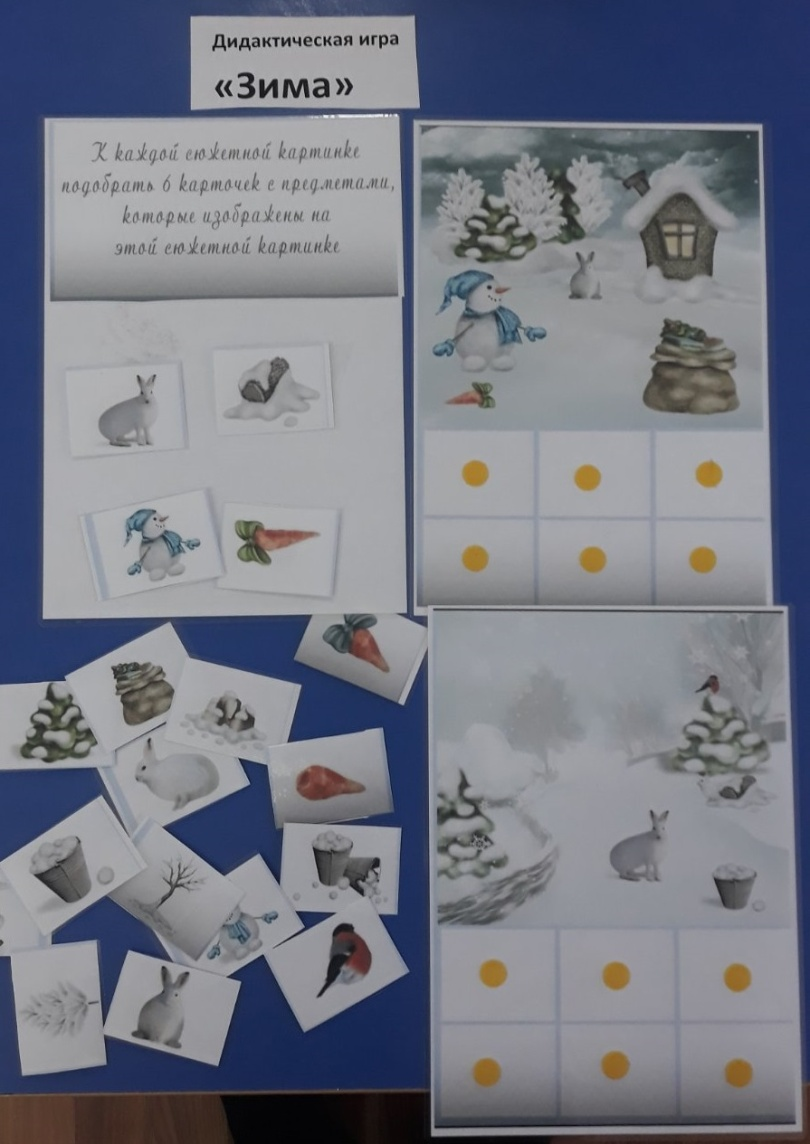 Дидактическая игра
«Зима»
К каждой сюжетной картинке
подобрать 6 карточек с предметами,
которые изображены на
этой сюжетной картинке